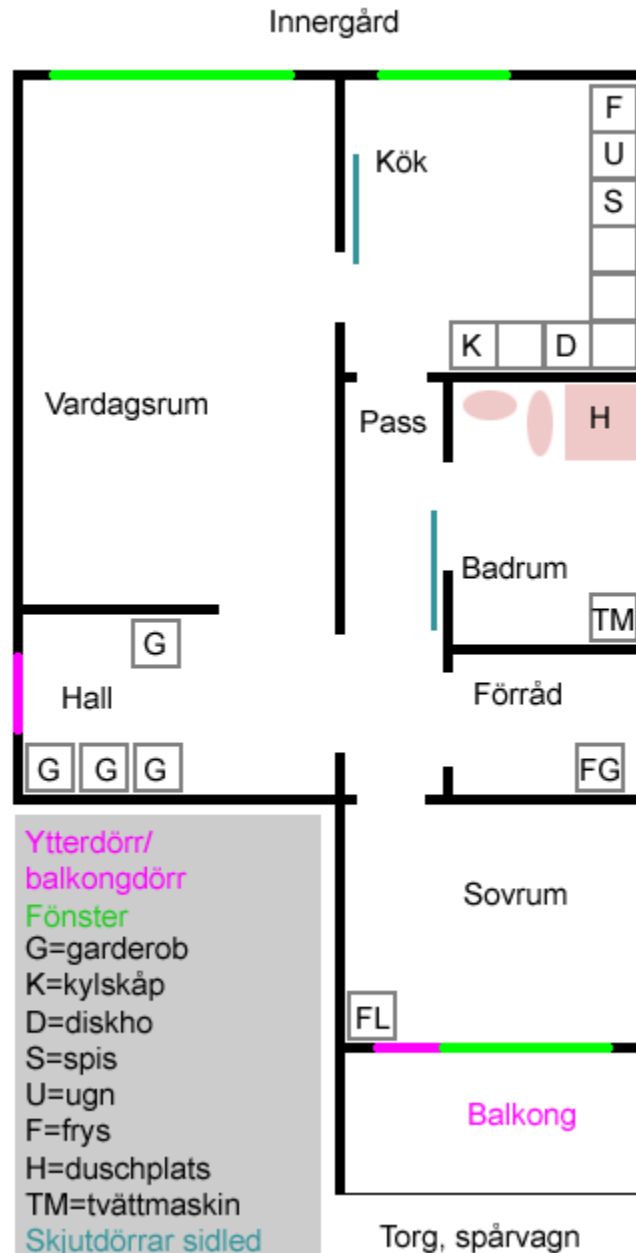 Innergård
F
Kök
U
S
K
D
Vardagsrum
Pass
H
Badrum
TM
G
Hall
Förråd
G
G
G
FG
Ytterdörr/
balkongdörr
Fönster
G=garderob
K=kylskåp
D=diskho
S=spis
U=ugn
F=frys
H=duschplats
TM=tvättmaskin
Skjutdörrar sidled
Sovrum
FL
Balkong
Torg, spårvagn